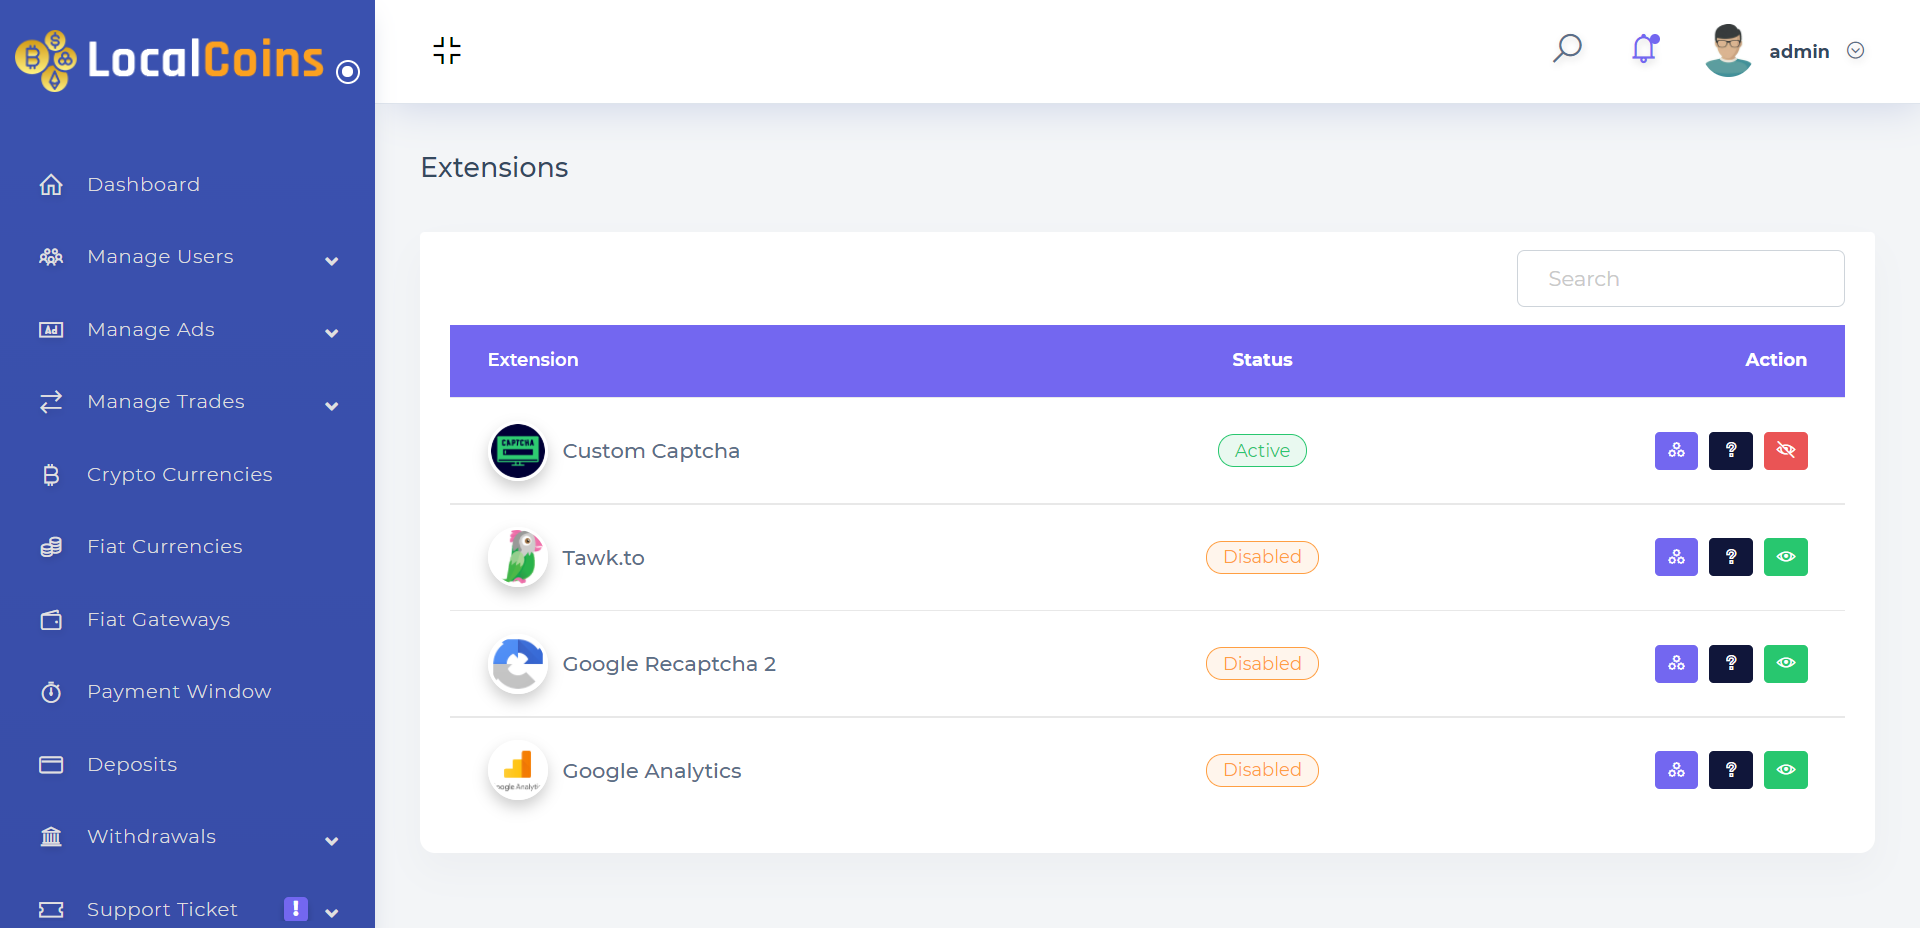 LocalCoins
admin
Dashboard
Manage Users
Manage Ads
Manage Trades
Crypto Currencies
Fiat Currencies
Fiat Gateways
Payment Window
Deposits
Withdrawals
Support Ticket !
Extensions
Search
Extension Status Action
CAPTCHA
Custom Captcha Active ?
Tawk.to Disabled ?
Google Recaptcha 2 Disabled ?
Google Analytics Disabled ?